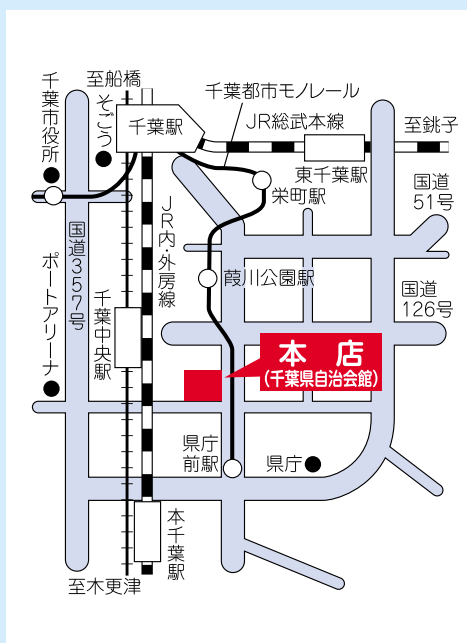 至船橋
千葉都市モノレール
千葉市役所
そごう
千葉駅
JR総武本線
至銚子
東千葉駅
栄町駅
国道
51号
JR内・外房線
国道357号
葭川公園駅
ポートアリーナ
千葉中央駅
国道
126号
本 店
(千葉県自治会館)
県庁
前駅
県庁
本千葉駅
至木更津